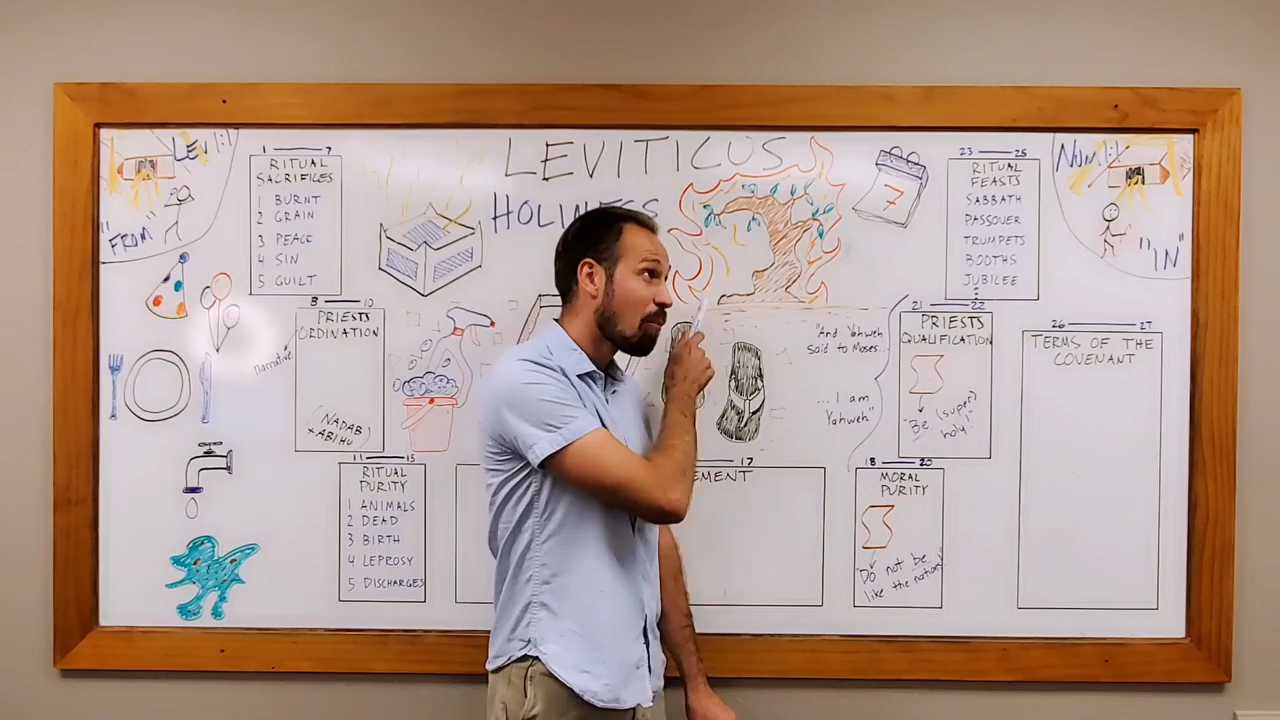 LEVITICUS
HOLINESS
LEV 1:1
"FROM"
1 7
RITUAL
SACRIFICES
1 BURNT
2 GRAIN
3 PEACE
4 SIN
5 GUILT
8 10
PRIESTS
ORDINATION
Narrative
(NADAB
+ ABIHU)
11 15
RITUAL
PURITY
1 ANIMALS
2 DEAD
3 BIRTH
4 LEPROSY
5 DISCHARGES
17
EMENT
7
"And Yahweh
said to Moses...
...I am
Yahweh"
18 20
MORAL
PURITY
"Do not be
like the nations"
21 22
PRIESTS
QUALIFICATION
"Be (super)
holy!"
23 25
RITUAL
FEASTS
SABBATH
PASSOVER
TRUMPETS
BOOTHS
JUBILEE
26 27
TERMS OF THE
COVENANT
NUM 1:1
"IN"